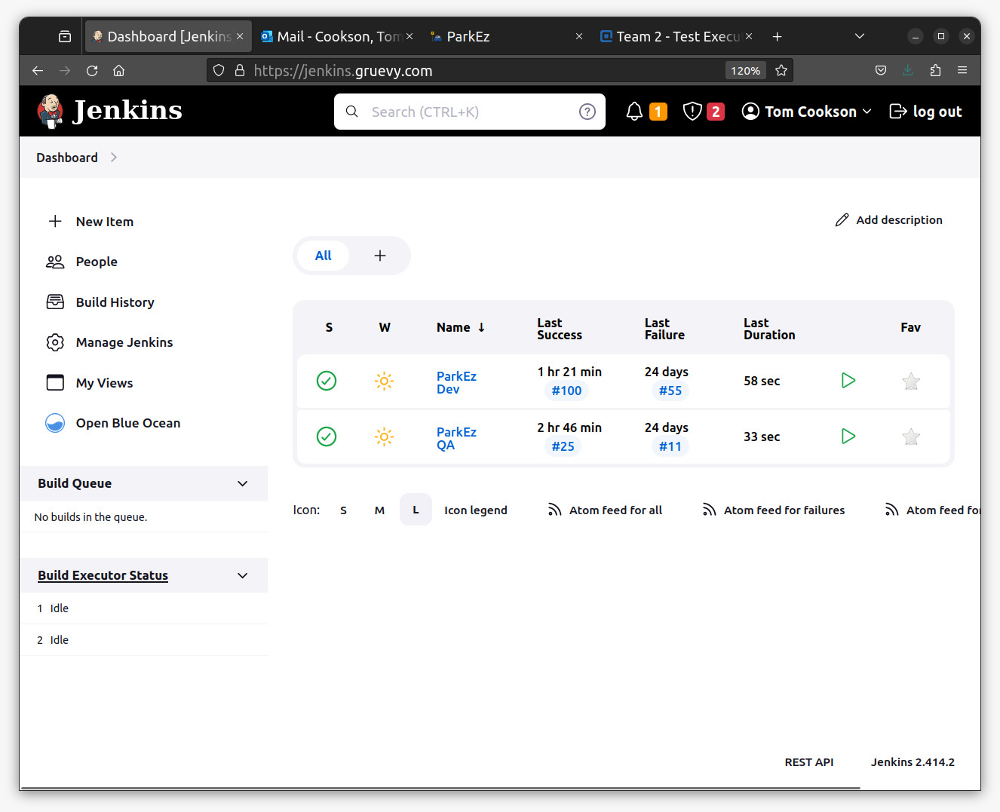 Dashboard [Jenkins
Mail - Cookson, Tom
ParkEz
Team 2 - Test Execu
https://jenkins.gruevy.com
120%
Jenkins
Search (CTRL+K)
1
2
Tom Cookson
log out
Dashboard
New Item
People
Build History
Manage Jenkins
My Views
Open Blue Ocean
Build Queue
No builds in the queue.
Build Executor Status
1 Idle
2 Idle
Add description
All
S W Name ↓ Last Success Last Failure Last Duration Fav
ParkEz Dev 1 hr 21 min #100 24 days #55 58 sec
ParkEz QA 2 hr 46 min #25 24 days #11 33 sec
Icon: S M L Icon legend Atom feed for all Atom feed for failures Atom feed for
REST API Jenkins 2.414.2